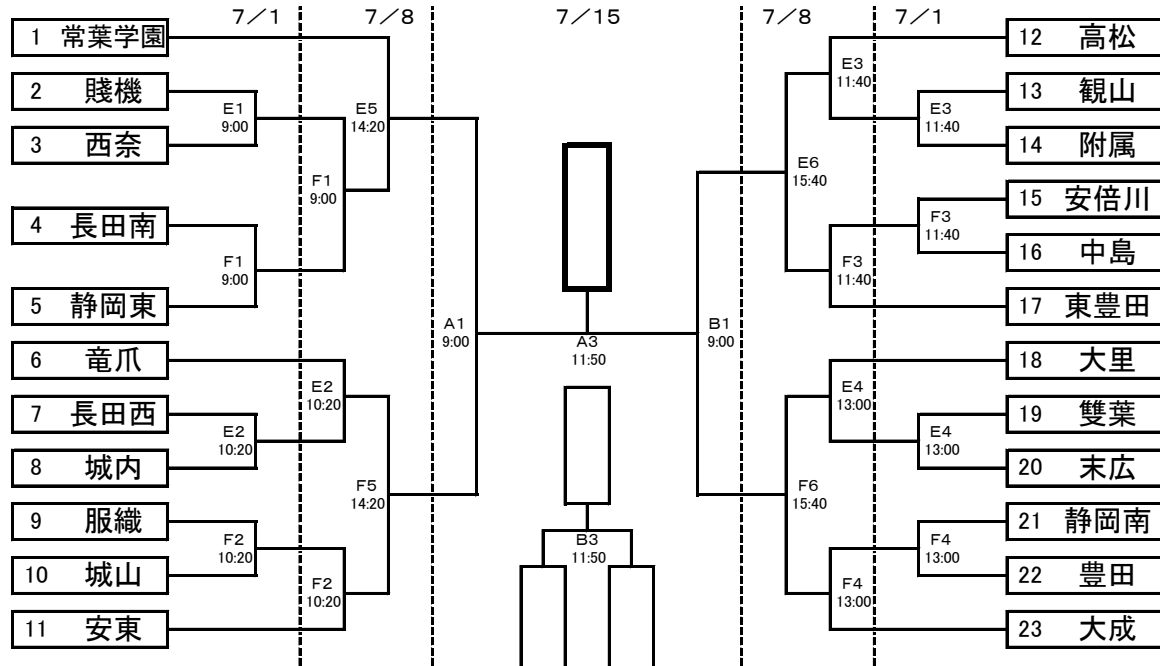 7/1 7/8 7/15 7/8 7/1
1 常葉学園
2 賤機
3 西奈
4 長田南
5 静岡東
6 竜爪
7 長田西
8 城内
9 服織
10 城山
11 安東
E1
9:00
F1
9:00
E2
10:20
F2
10:20
F1
9:00
E2
10:20
F2
10:20
E5
14:20
F5
14:20
A1
9:00
A3
11:50
B3
11:50
B1
9:00
E6
15:40
F6
15:40
E3
11:40
F3
11:40
E4
13:00
F4
13:00
E3
11:40
F3
11:40
E4
13:00
F4
13:00
12 高松
13 観山
14 附属
15 安倍川
16 中島
17 東豊田
18 大里
19 雙葉
20 末広
21 静岡南
22 豊田
23 大成